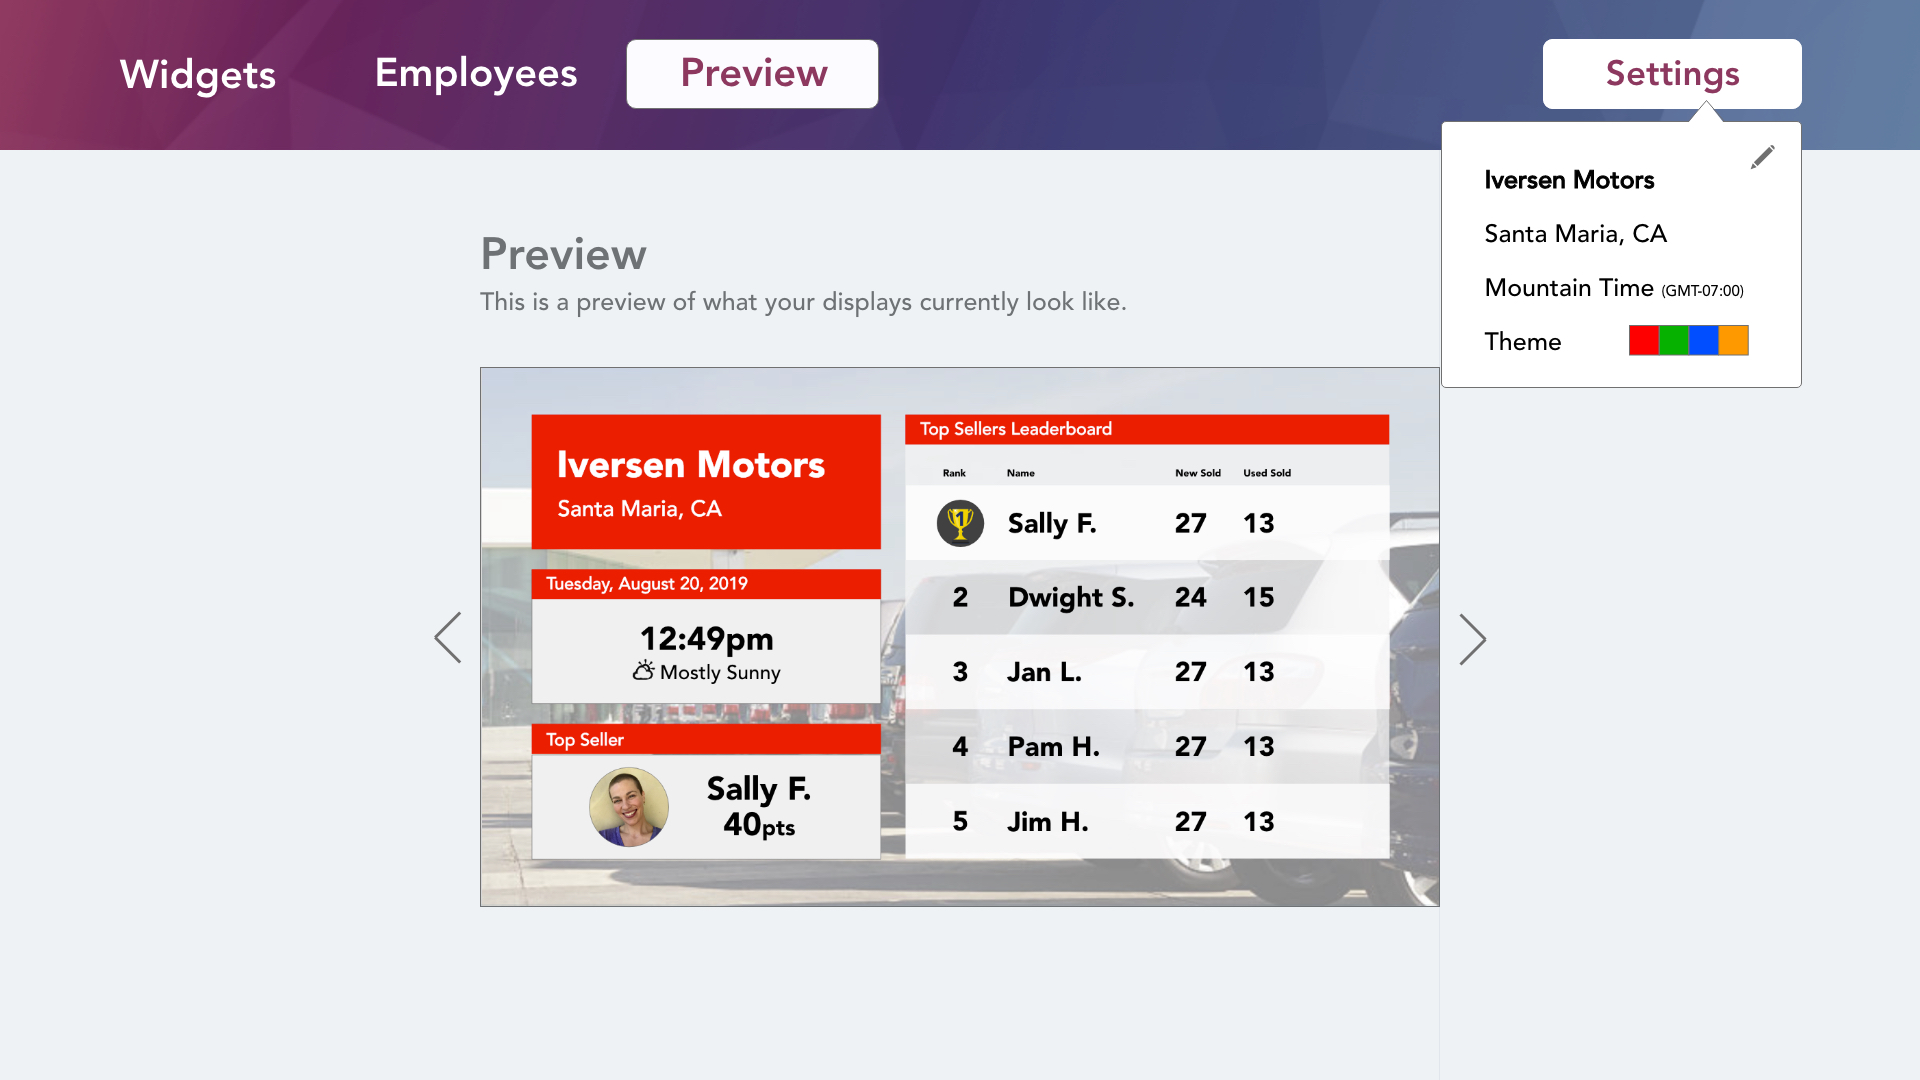 Widgets
Employees
Preview
Settings
Iversen Motors
Santa Maria, CA
Mountain Time (GMT-07:00)
Theme
Preview
This is a preview of what your displays currently look like.
Iversen Motors
Santa Maria, CA
Tuesday, August 20, 2019
12:49pm
Mostly Sunny
Top Seller
Sally F.
40pts
Top Sellers Leaderboard
Rank Name New Sold Used Sold
1 Sally F. 27 13
2 Dwight S. 24 15
3 Jan L. 27 13
4 Pam H. 27 13
5 Jim H. 27 13